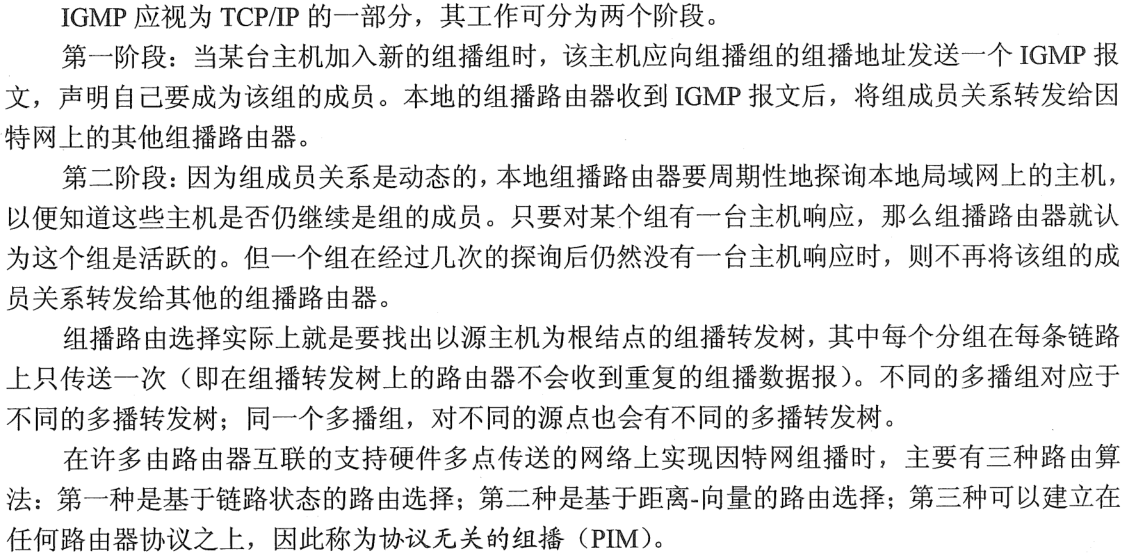 IGMP 应视为 TCP/IP 的一部分，其工作可分为两个阶段。
第一阶段：当某台主机加入新的组播组时，该主机应向组播组的组播地址发送一个 IGMP 报
文，声明自己要成为该组的成员。本地的组播路由器收到 IGMP 报文后，将组成员关系转发给因
特网上的其他组播路由器。
第二阶段：因为组成员关系是动态的，本地组播路由器要周期性地探询本地局域网上的主机，
以便知道这些主机是否仍继续是组的成员。只要对某个组有一台主机响应，那么组播路由器就认
为这个组是活跃的。但一个组在经过几次的探询后仍然没有一台主机响应时，则不再将该组的成
员关系转发给其他的组播路由器。
组播路由选择实际上就是要找出以源主机为根结点的组播转发树，其中每个分组在每条链路
上只传送一次（即在组播转发树上的路由器不会收到重复的组播数据报）。不同的多播组对应于
不同的多播转发树；同一个多播组，对不同的源点也会有不同的多播转发树。
在许多由路由器互联的支持硬件多点传送的网络上实现因特网组播时，主要有三种路由算
法：第一种是基于链路状态的路由选择；第二种是基于距离-向量的路由选择；第三种可以建立在
任何路由器协议之上，因此称为协议无关的组播（PIM）。